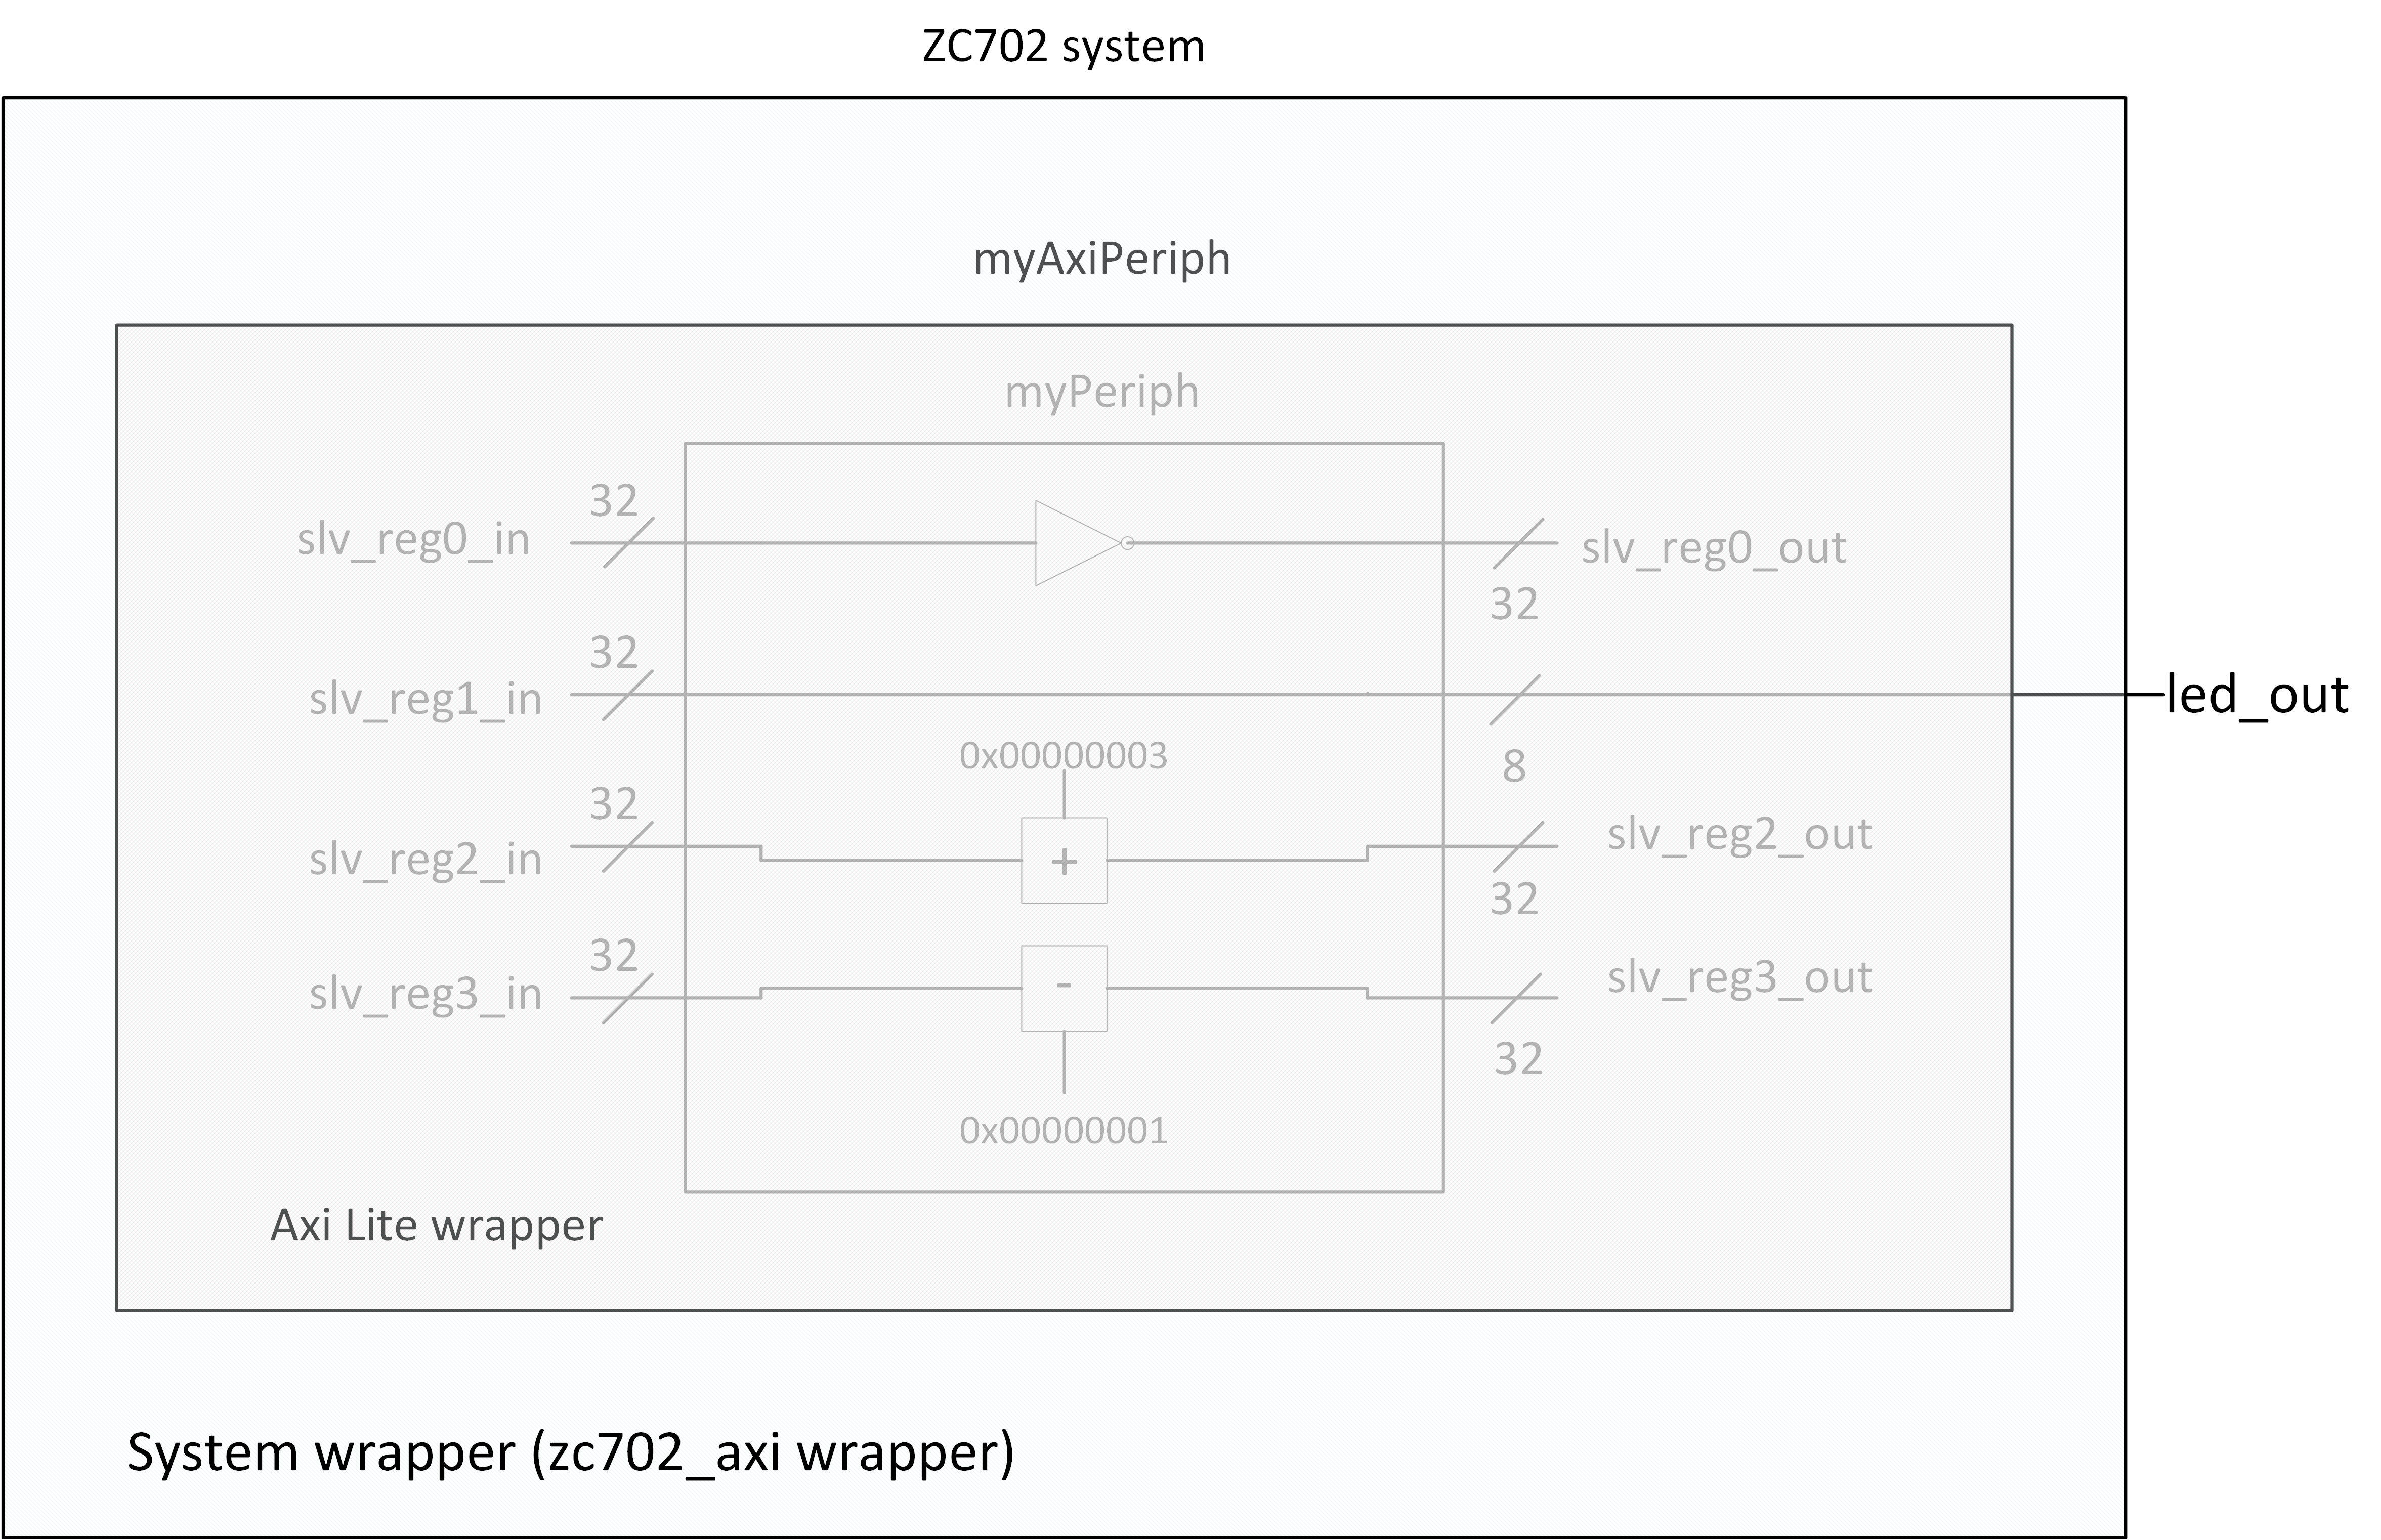 ZC702 system
myAxiPeriph
myPeriph
32
slv_reg0_in
slv_reg0_out
32
32
slv_reg1_in
led_out
0x00000003
8
32
slv_reg2_in
+
slv_reg2_out
32
32
slv_reg3_in
-
slv_reg3_out
32
0x00000001
Axi Lite wrapper
System wrapper (zc702_axi wrapper)